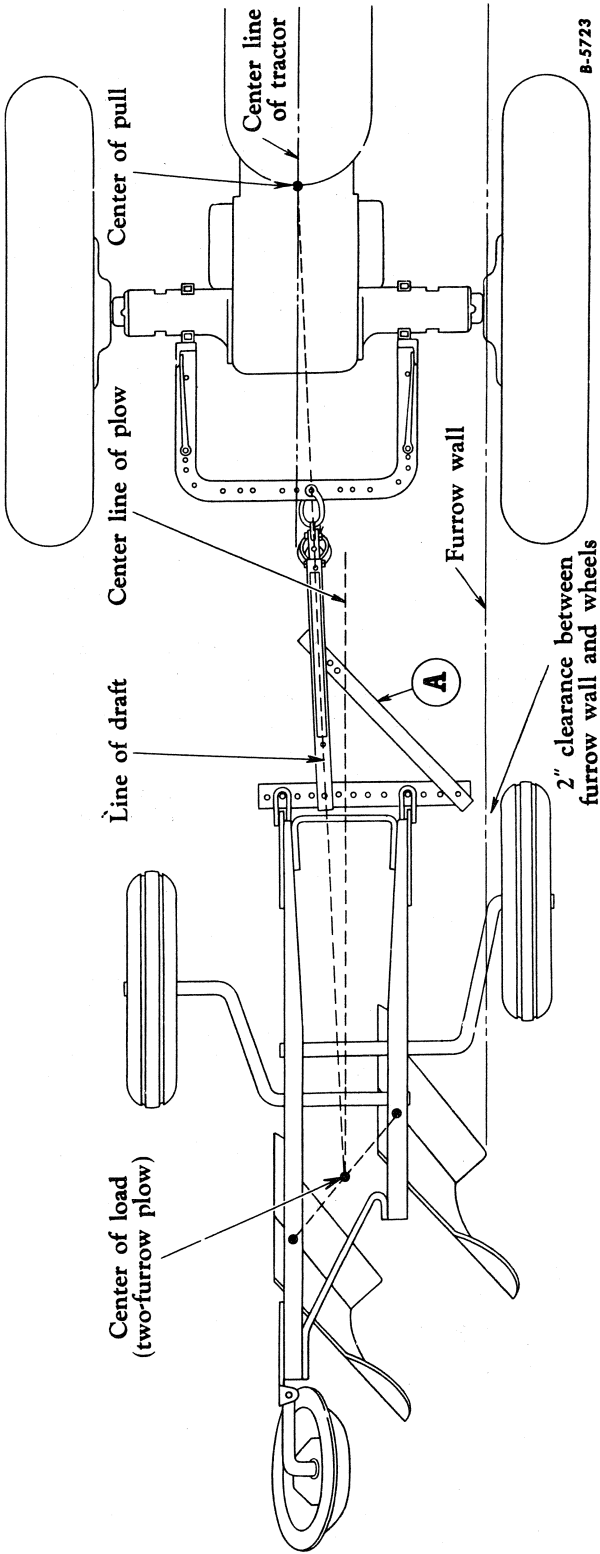 Center of load
(two-furrow plow)
Line of draft
Center line of plow
Center of pull
Center line
of tractor
A
Furrow wall
2" clearance between
furrow wall and wheels
B-5723